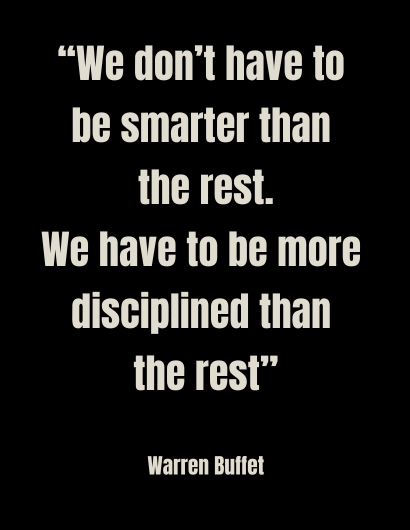 “We don’t have to
be smarter than
the rest.
We have to be more
disciplined than
the rest”
Warren Buffet